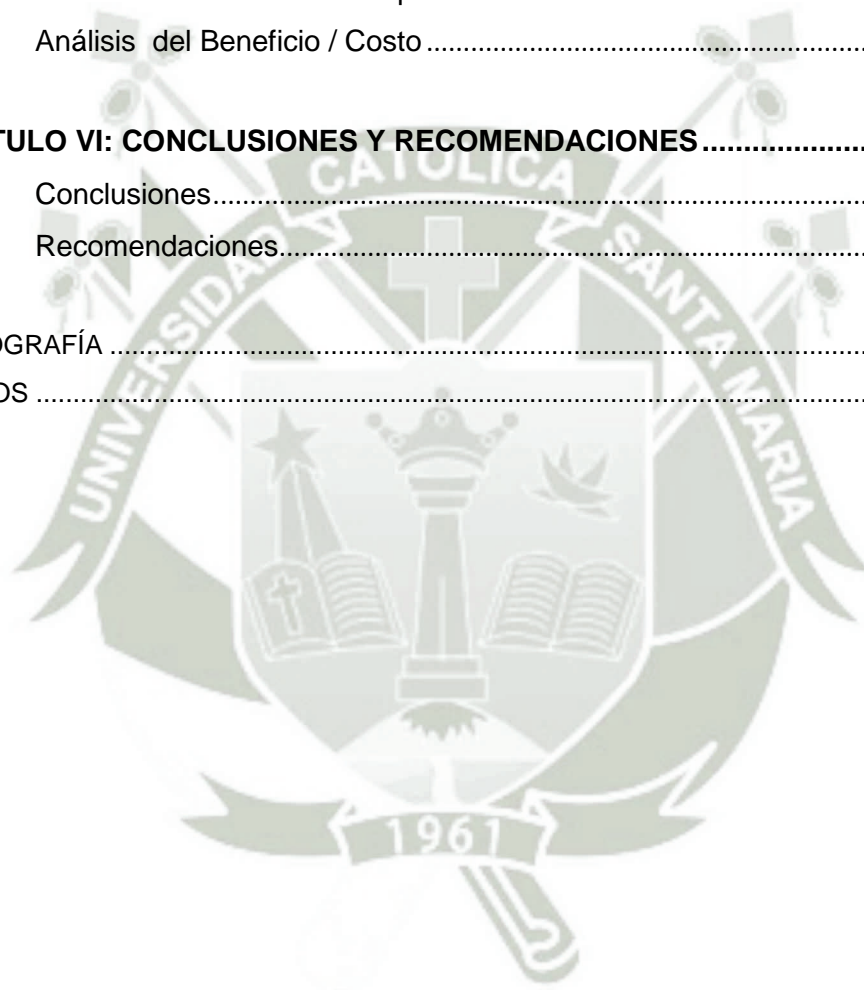 Análisis  del Beneficio / Costo ........................................................
TULO VI: CONCLUSIONES Y RECOMENDACIONES ....................
Conclusiones................................................................................
Recomendaciones.........................................................................
OGRAFÍA ......................................................................................
OS ................................................................................................
UNIVERSIDAD CATOLICA SANTA MARIA
1961